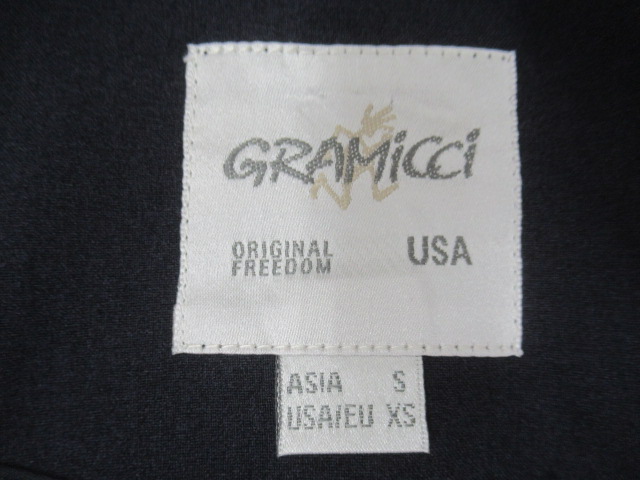 GRAMiCCi
ORIGINAL
FREEDOM
USA
ASIA S
USA/EU XS